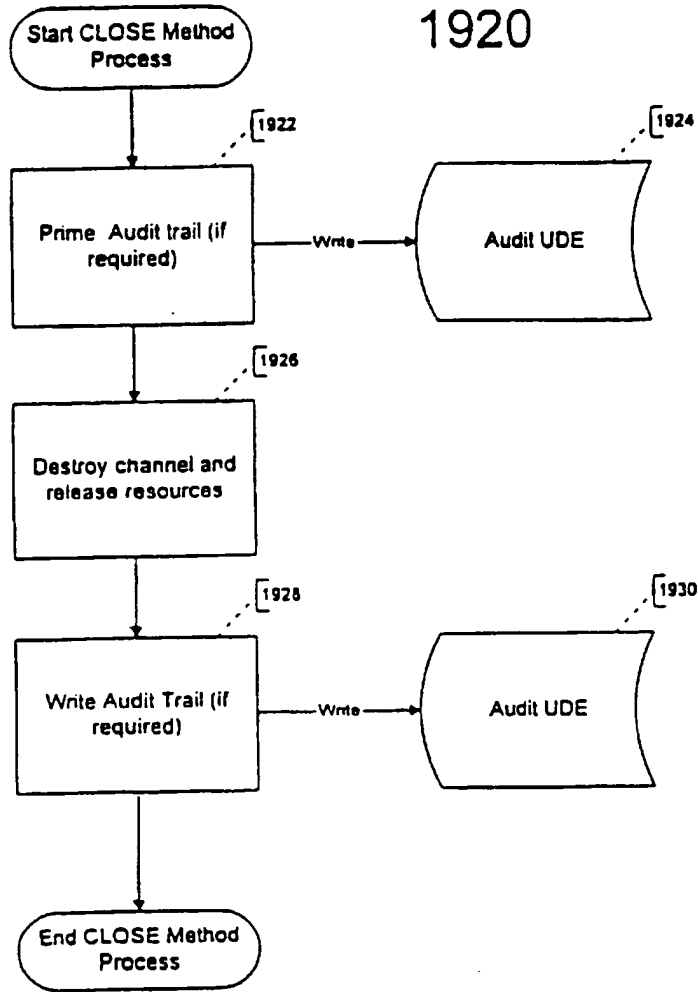 Start CLOSE Method
Process
1920
1922
1924
Prime Audit trail (if
required)
Write
Audit UDE
1926
Destroy channel and
release resources
1928
1930
Write Audit Trail (if
required)
Write
Audit UDE
End CLOSE Method
Process